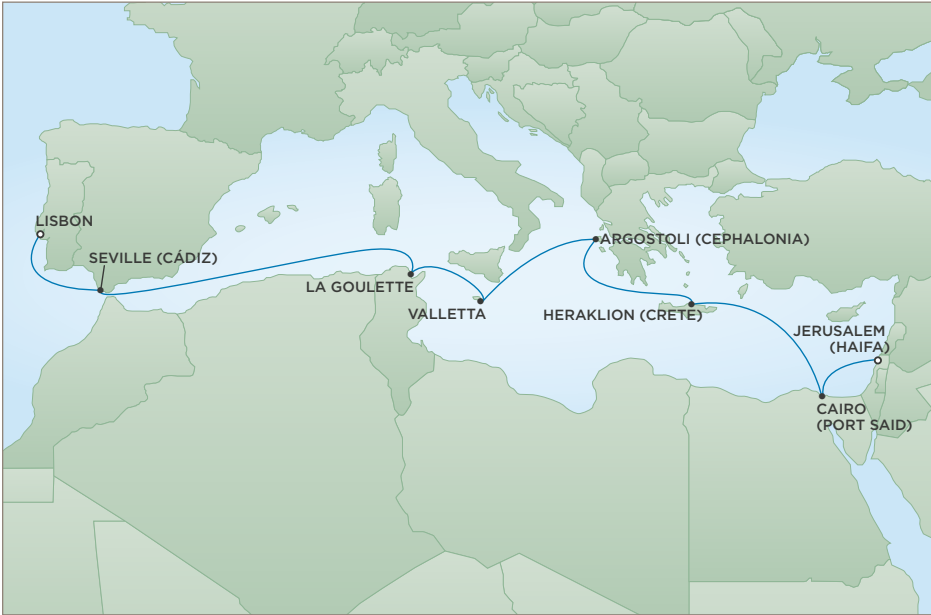 LISBON
SEVILLE (CÁDIZ)
ARGOSTOLI (CEPHALONIA)
LA GOULETTE
VALLETTA
HERAKLION (CRETE)
JERUSALEM
(HAIFA)
CAIRO
(PORT SAID)